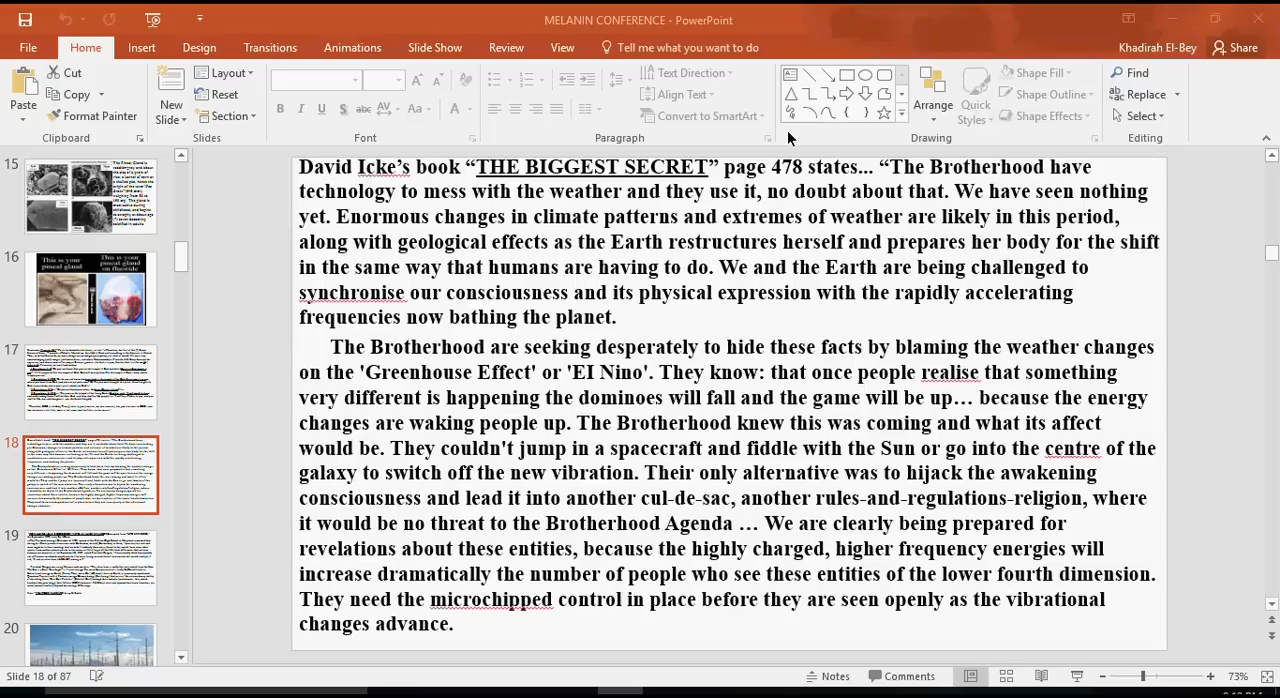 MELANIN CONFERENCE - PowerPoint
File
Home
Insert
Design
Transitions
Animations
Slide Show
Review
View
Tell me what you want to do
Khadirah El-Bey
Share
Paste
Cut
Copy
Format Painter
Clipboard
New
Slide
Layout
Reset
Section
Slides
B I U S abc AV Aa A
Font
Text Direction
Align Text
Convert to SmartArt
Paragraph
Arrange
Quick
Styles
Shape Fill
Shape Outline
Shape Effects
Drawing
Find
Replace
Select
Editing
15
16
This is your
pineal gland
This is your
pineal gland
on fluoride
17
18
19
20
David Icke's book “THE BIGGEST SECRET” page 478 states... “The Brotherhood have
technology to mess with the weather and they use it, no doubt about that. We have seen nothing
yet. Enormous changes in climate patterns and extremes of weather are likely in this period,
along with geological effects as the Earth restructures herself and prepares her body for the shift
in the same way that humans are having to do. We and the Earth are being challenged to
synchronise our consciousness and its physical expression with the rapidly accelerating
frequencies now bathing the planet.
The Brotherhood are seeking desperately to hide these facts by blaming the weather changes
on the 'Greenhouse Effect' or 'EI Nino'. They know: that once people realise that something
very different is happening the dominoes will fall and the game will be up… because the energy
changes are waking people up. The Brotherhood knew this was coming and what its affect
would be. They couldn't jump in a spacecraft and fiddle with the Sun or go into the centre of the
galaxy to switch off the new vibration. Their only option was to hijack the awakening
consciousness and lead it into another cul-de-sac, another rules-and-regulations-religion, where
it would be no threat to the Brotherhood Agenda … We are clearly being prepared for
revelations about these entities, because the highly charged, higher frequency energies will
increase dramatically the number of people who see these entities of the lower fourth dimension.
They need the microchipped control in place before they are seen openly as the vibrational
changes advance.
Slide 18 of 87
Notes
Comments
73%